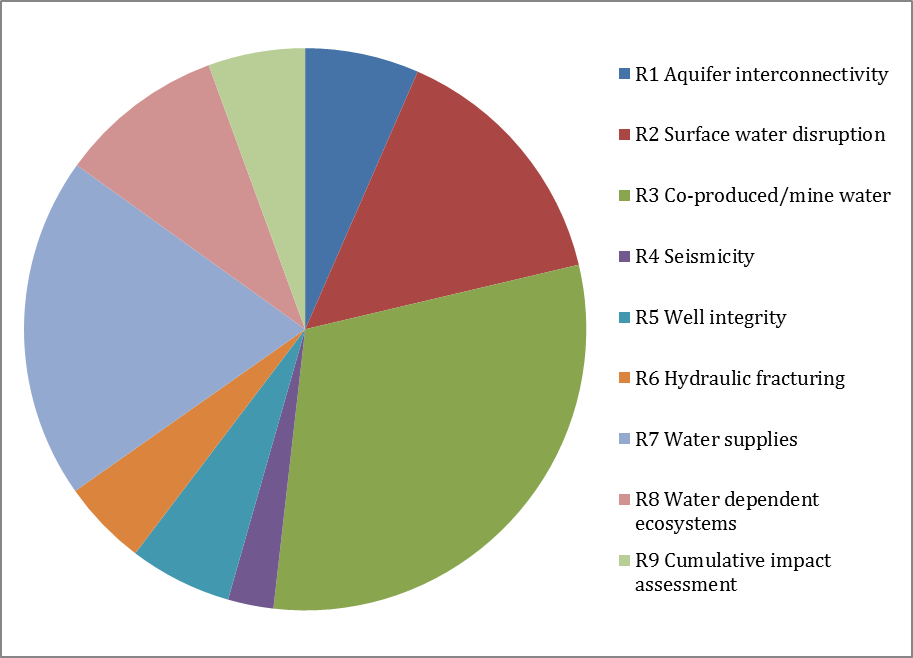 R1 Aquifer interconnectivity
R2 Surface water disruption
R3 Co-produced/mine water
R4 Seismicity
R5 Well integrity
R6 Hydraulic fracturing
R7 Water supplies
R8 Water dependent
ecosystems
R9 Cumulative impact
assessment